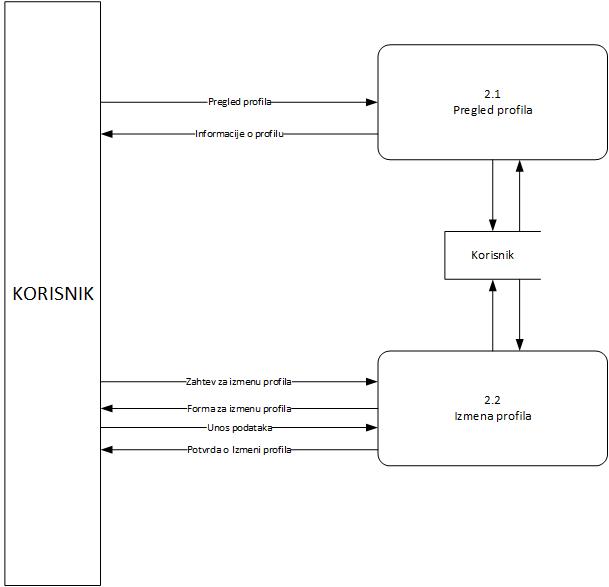 KORISNIK
Pregled profila
Informacije o profilu
2.1
Pregled profila
Korisnik
Zahtev za izmenu profila
Forma za izmenu profila
Unos podataka
Potvrda o Izmeni profila
2.2
Izmena profila